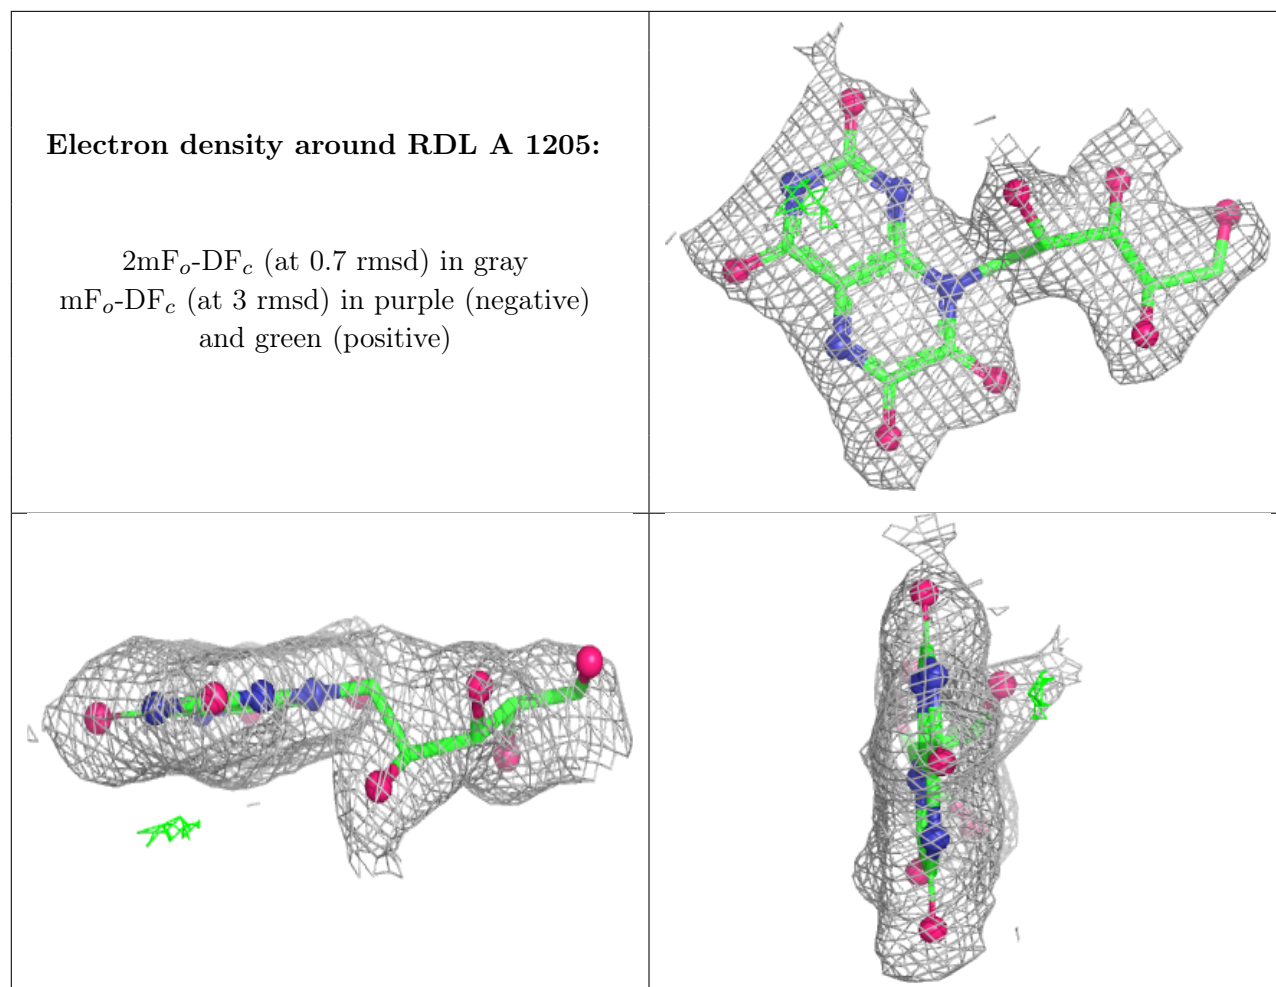 Electron density around RDL A 1205:
2mFo-DFc (at 0.7 rmsd) in gray
mFo-DFc (at 3 rmsd) in purple (negative)
and green (positive)